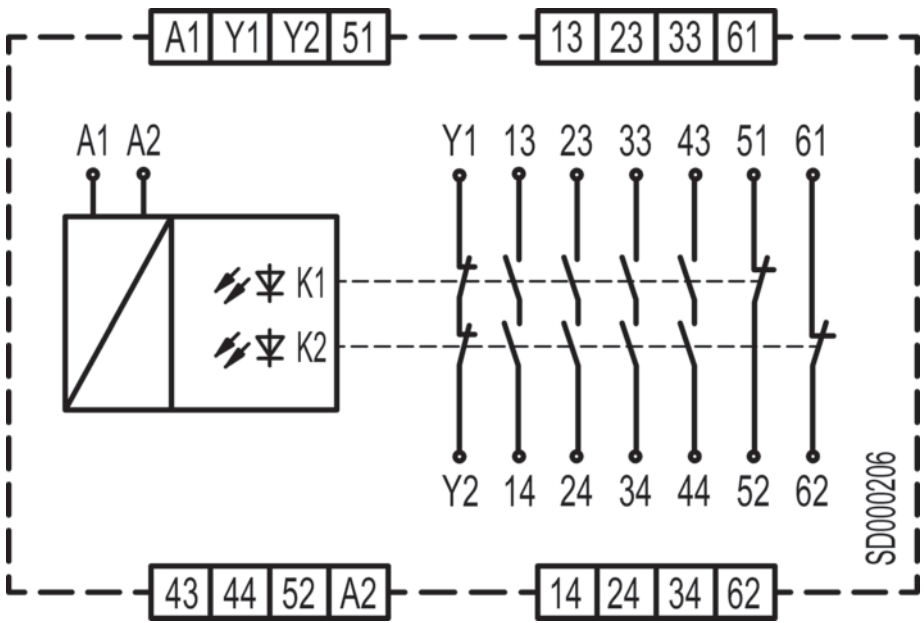 A1 Y1 Y2 51 13 23 33 61
A1 A2 Y1 13 23 33 43 51 61
K1
K2
Y2 14 24 34 44 52 62
SD000206
43 44 52 A2 14 24 34 62